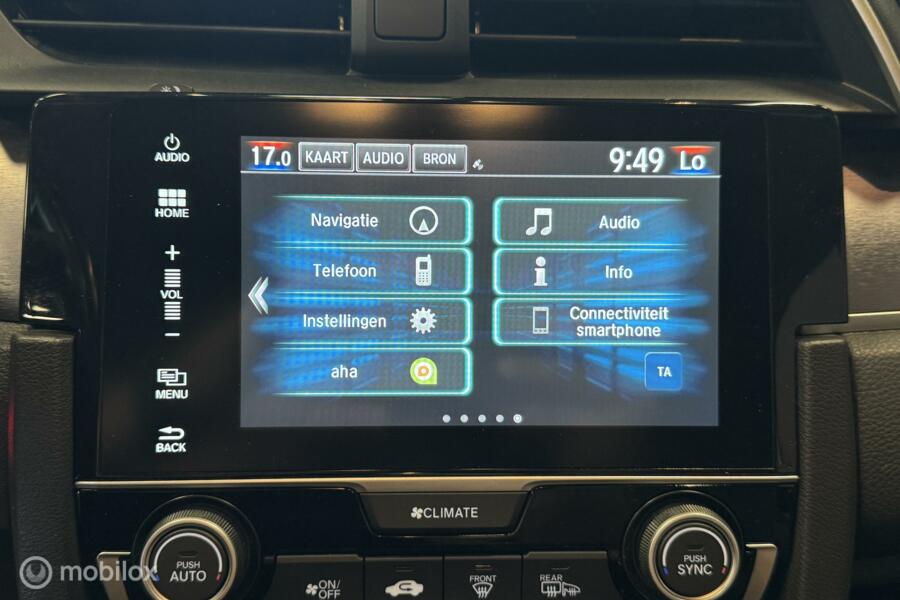 AUDIO
HOME
+
VOL
−
MENU
BACK
17.0 KAART AUDIO BRON 9:49 Lo
Navigatie
Audio
Telefoon
Info
Instellingen
Connectiviteit
smartphone
aha
TA
CLIMATE
PUSH
AUTO
ON/
OFF
FRONT
REAR
PUSH
SYNC
mobilox